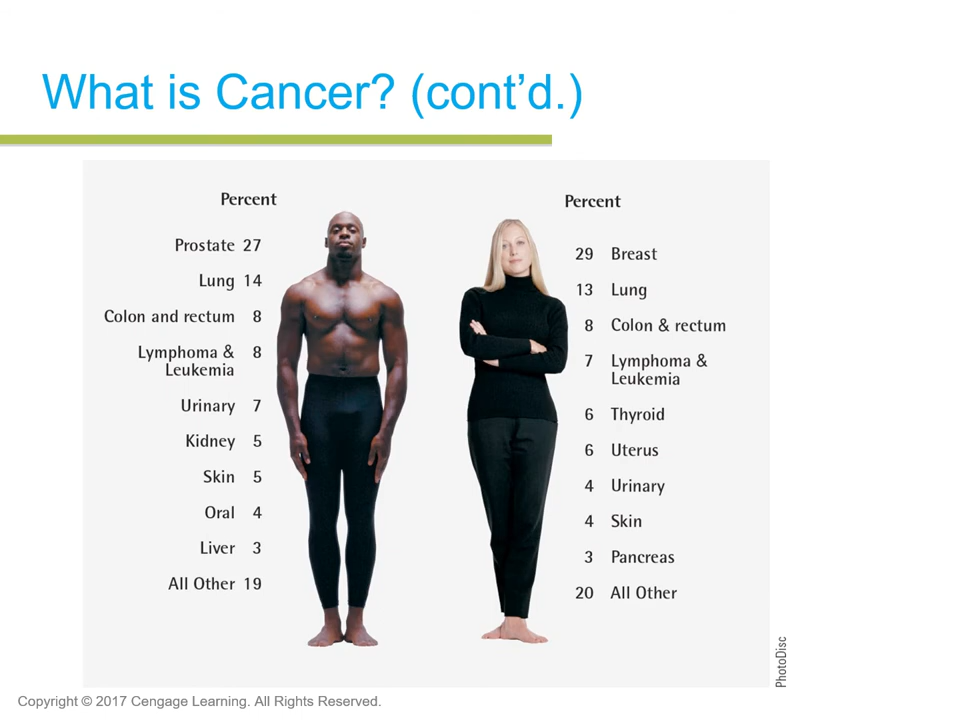 What is Cancer? (cont’d.)
Percent
Prostate 27
Lung 14
Colon and rectum 8
Lymphoma & 8
Leukemia
Urinary 7
Kidney 5
Skin 5
Oral 4
Liver 3
All Other 19
Percent
29 Breast
13 Lung
8 Colon & rectum
7 Lymphoma &
Leukemia
6 Thyroid
6 Uterus
4 Urinary
4 Skin
3 Pancreas
20 All Other
PhotoDisc
Copyright © 2017 Cengage Learning. All Rights Reserved.